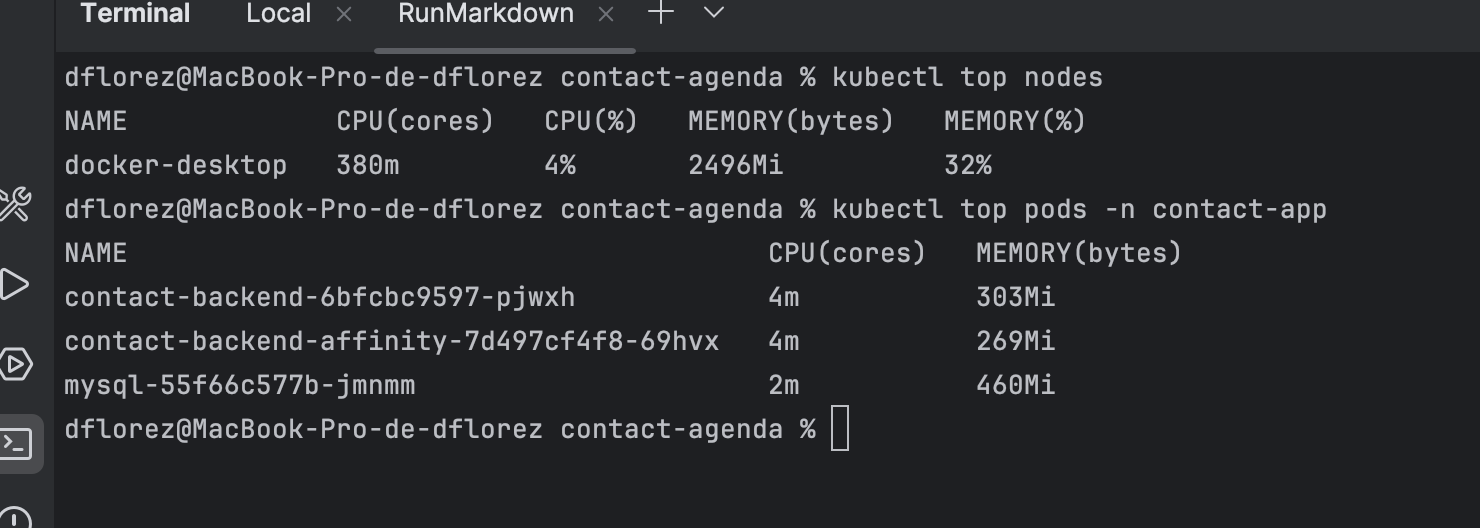 Terminal Local × RunMarkdown × +
dflorez@MacBook-Pro-de-dflorez contact-agenda % kubectl top nodes
NAME CPU(cores) CPU(%) MEMORY(bytes) MEMORY(%)
docker-desktop 380m 4% 2496Mi 32%
dflorez@MacBook-Pro-de-dflorez contact-agenda % kubectl top pods -n contact-app
NAME CPU(cores) MEMORY(bytes)
contact-backend-6bfcbc9597-pjwxh 4m 303Mi
contact-backend-affinity-7d497cf4f8-69hvx 4m 269Mi
mysql-55f66c577b-jmnmm 2m 460Mi
dflorez@MacBook-Pro-de-dflorez contact-agenda %